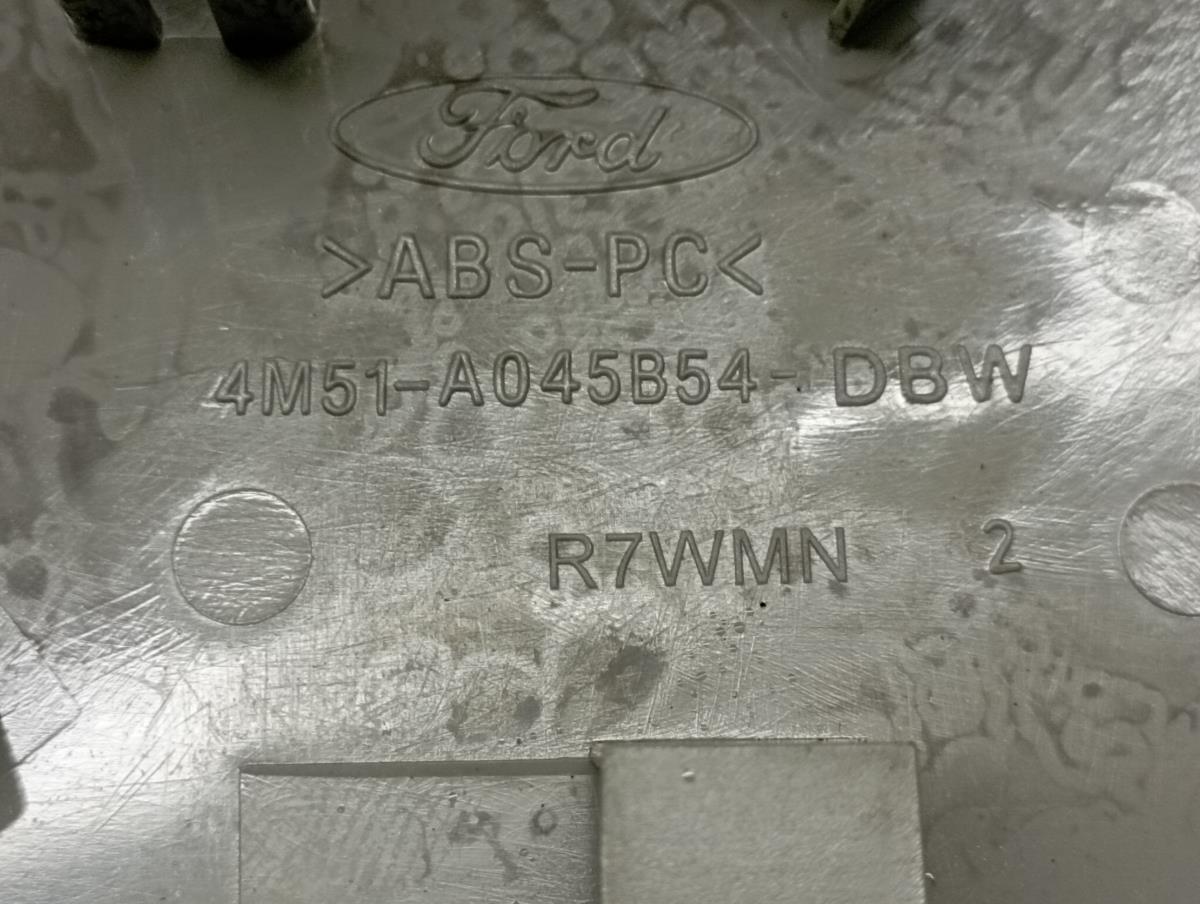 Ford
>ABS-PC<
4M51-A045B54-DBW
R7WMN 2